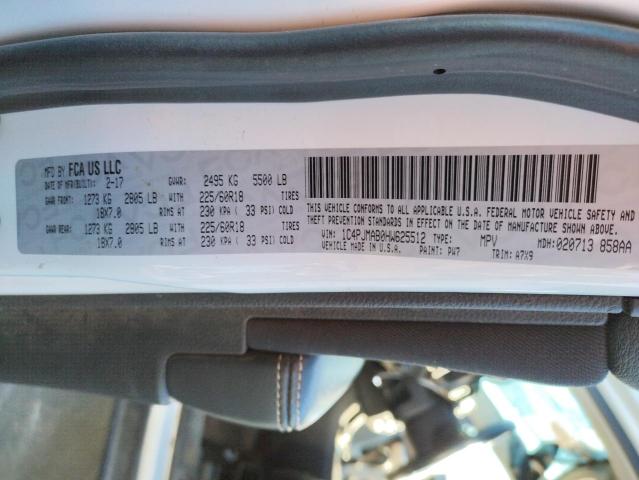 MFD BY FCA US LLC
DATE OF MFR/BUILT: 2-17 GVWR: 2495 KG 5500 LB
GAWR FRONT: 1273 KG 2805 LB WITH 225/60R18 TIRES
18X7.0 RIMS AT 230 KPA ( 33 PSI) COLD
GAWR REAR: 1273 KG 2805 LB WITH 225/60R18 TIRES
18X7.0 RIMS AT 230 KPA ( 33 PSI) COLD
THIS VEHICLE CONFORMS TO ALL APPLICABLE U.S.A. FEDERAL MOTOR VEHICLE SAFETY AND
THEFT PREVENTION STANDARDS IN EFFECT ON THE DATE OF MANUFACTURE SHOWN ABOVE.
VIN: 1C4PJMAB0HW625512 TYPE: MPV MDH: 020713 858AA
MADE IN U.S.A. PAINT: PW7 TRIM: A7X9